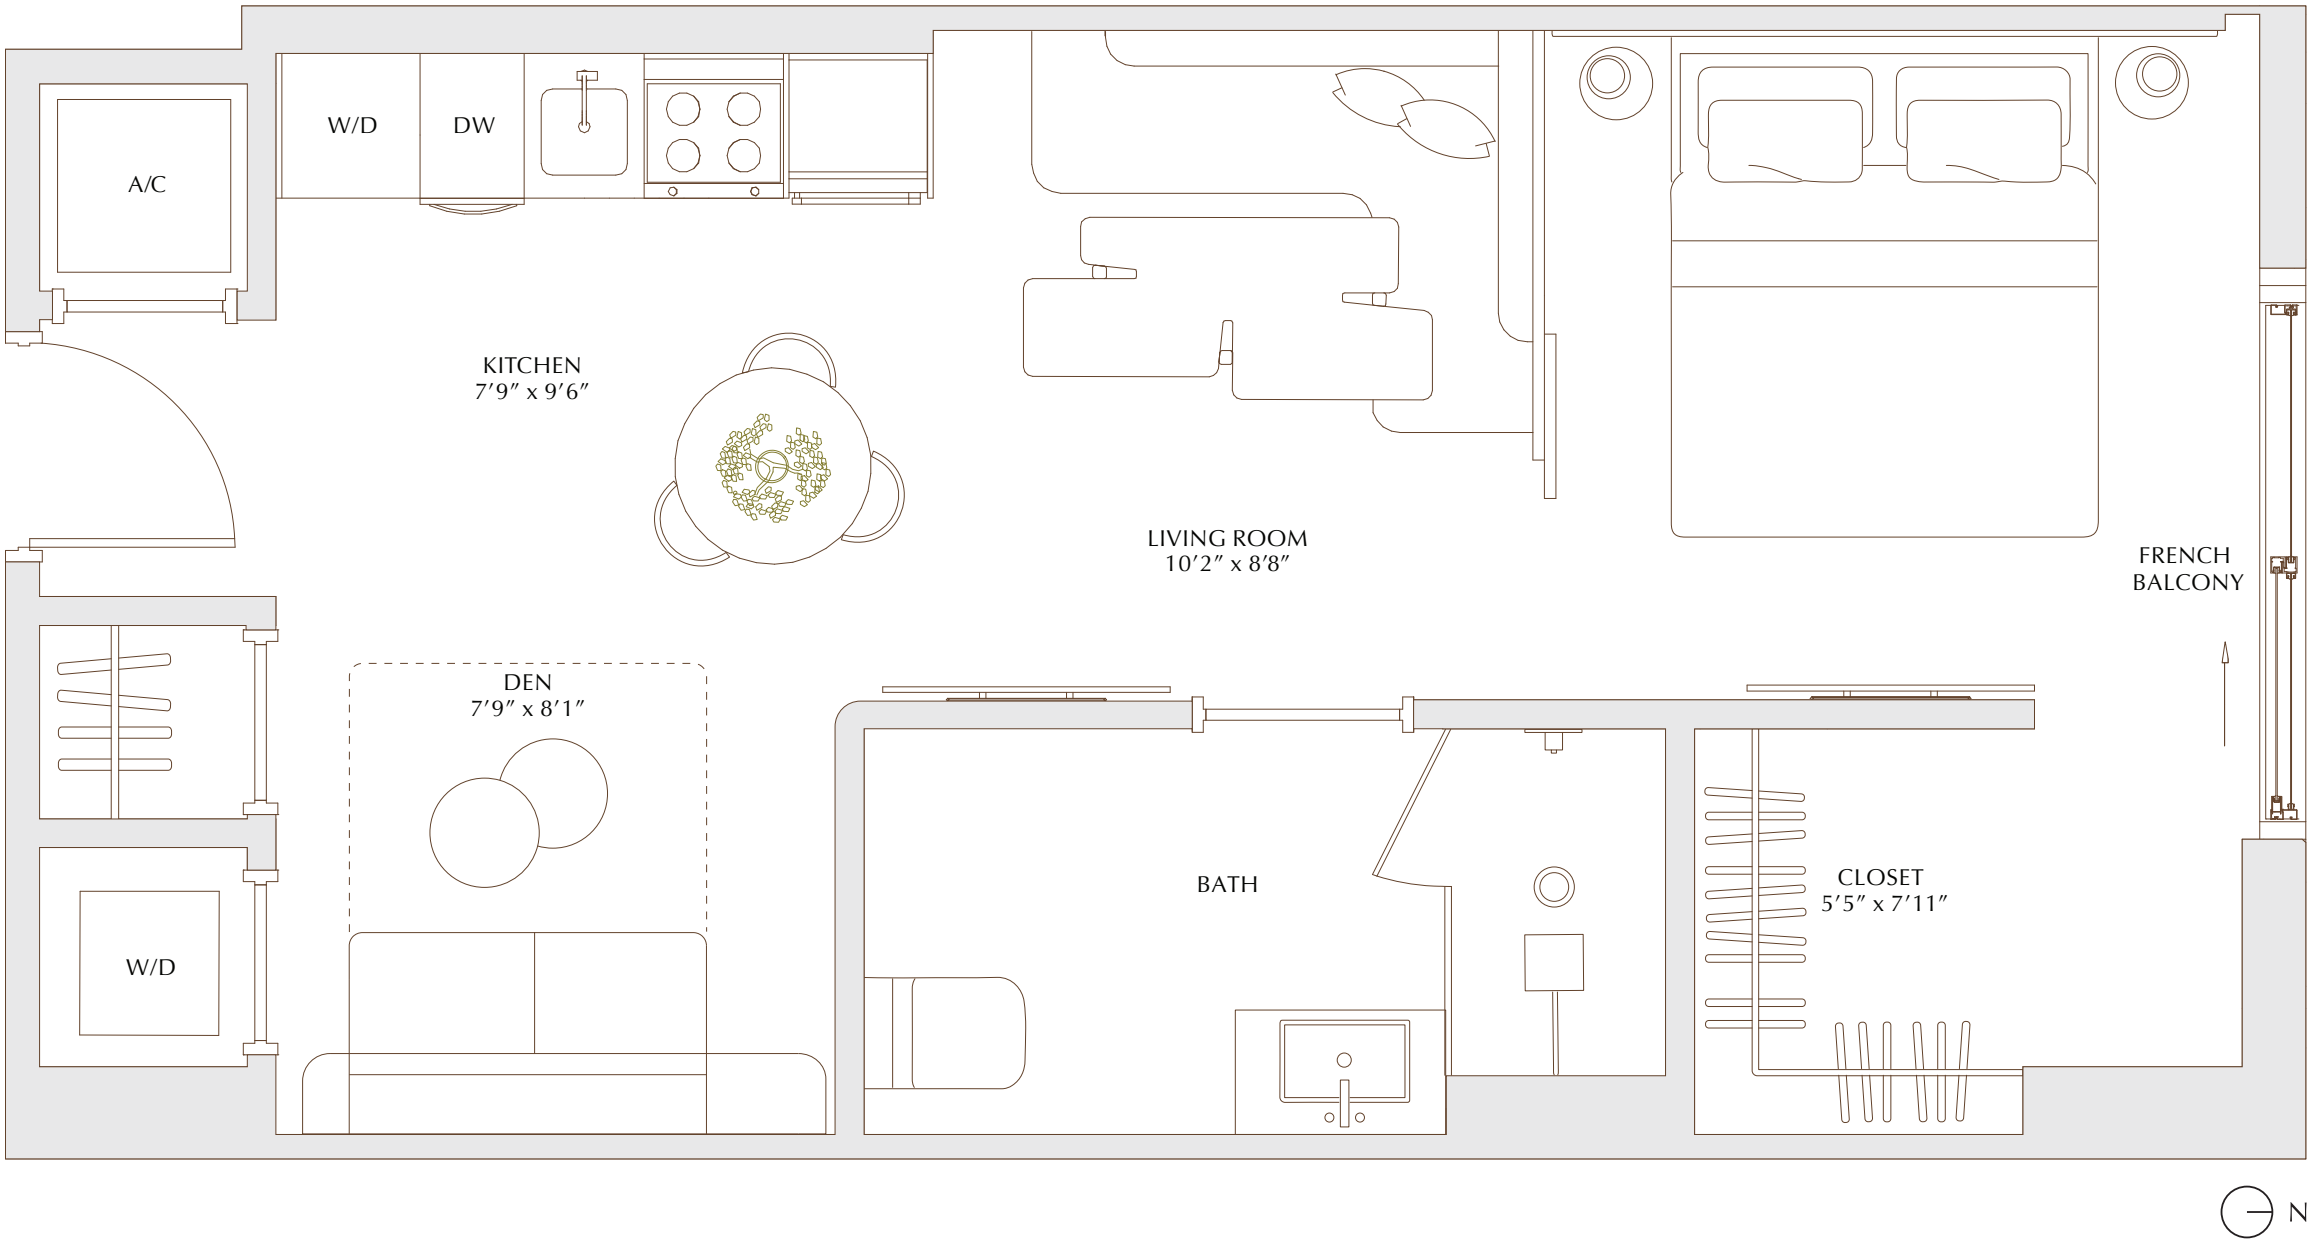 W/D
DW
A/C
KITCHEN
7’9” x 9’6”
LIVING ROOM
10’2” x 8’8”
FRENCH
BALCONY
DEN
7’9” x 8’1”
BATH
CLOSET
5’5” x 7’11”
W/D
N